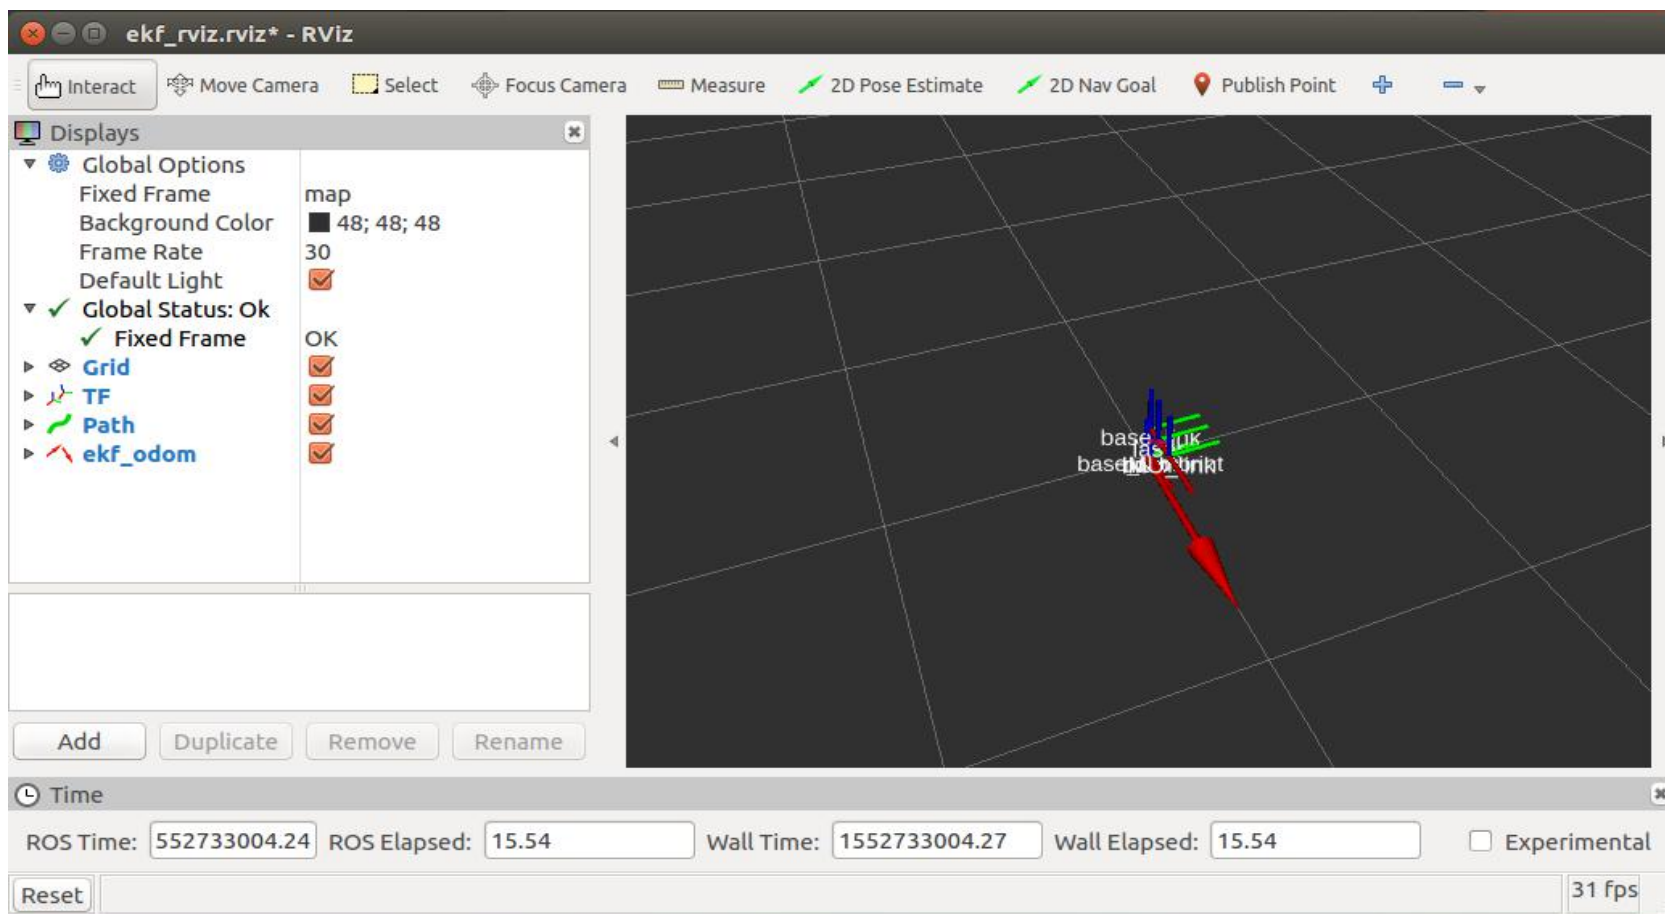 ekf_rviz.rviz* - RViz
Interact Move Camera Select Focus Camera Measure 2D Pose Estimate 2D Nav Goal Publish Point
Displays
Global Options
Fixed Frame map
Background Color 48; 48; 48
Frame Rate 30
Default Light
Global Status: Ok
Fixed Frame OK
Grid
TF
Path
ekf_odom
Add Duplicate Remove Rename
Time
ROS Time: 552733004.24 ROS Elapsed: 15.54 Wall Time: 1552733004.27 Wall Elapsed: 15.54 Experimental
Reset 31 fps